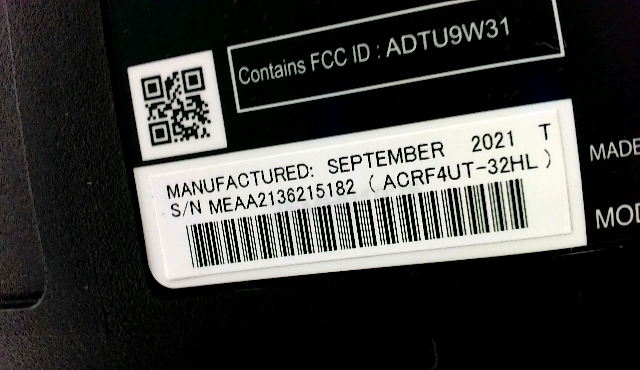 Contains FCC ID : ADTU9W31
MANUFACTURED: SEPTEMBER 2021 T
S/N MEAA2136215182 ( ACRF4UT-32HL )
MADE
MOD